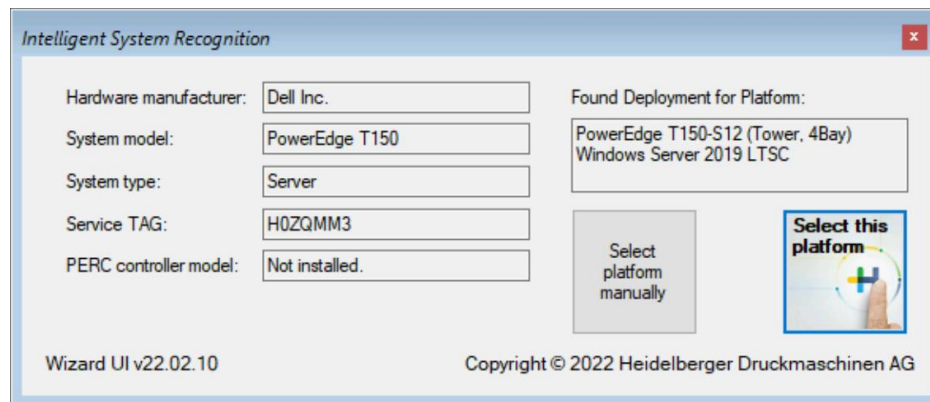 Intelligent System Recognition
x
Hardware manufacturer: Dell Inc.
System model: PowerEdge T150
System type: Server
Service TAG: H0ZQMM3
PERC controller model: Not installed.
Found Deployment for Platform:
PowerEdge T150-S12 (Tower, 4Bay)
Windows Server 2019 LTSC
Select
platform
manually
Select this
platform
Wizard UI v22.02.10
Copyright © 2022 Heidelberger Druckmaschinen AG